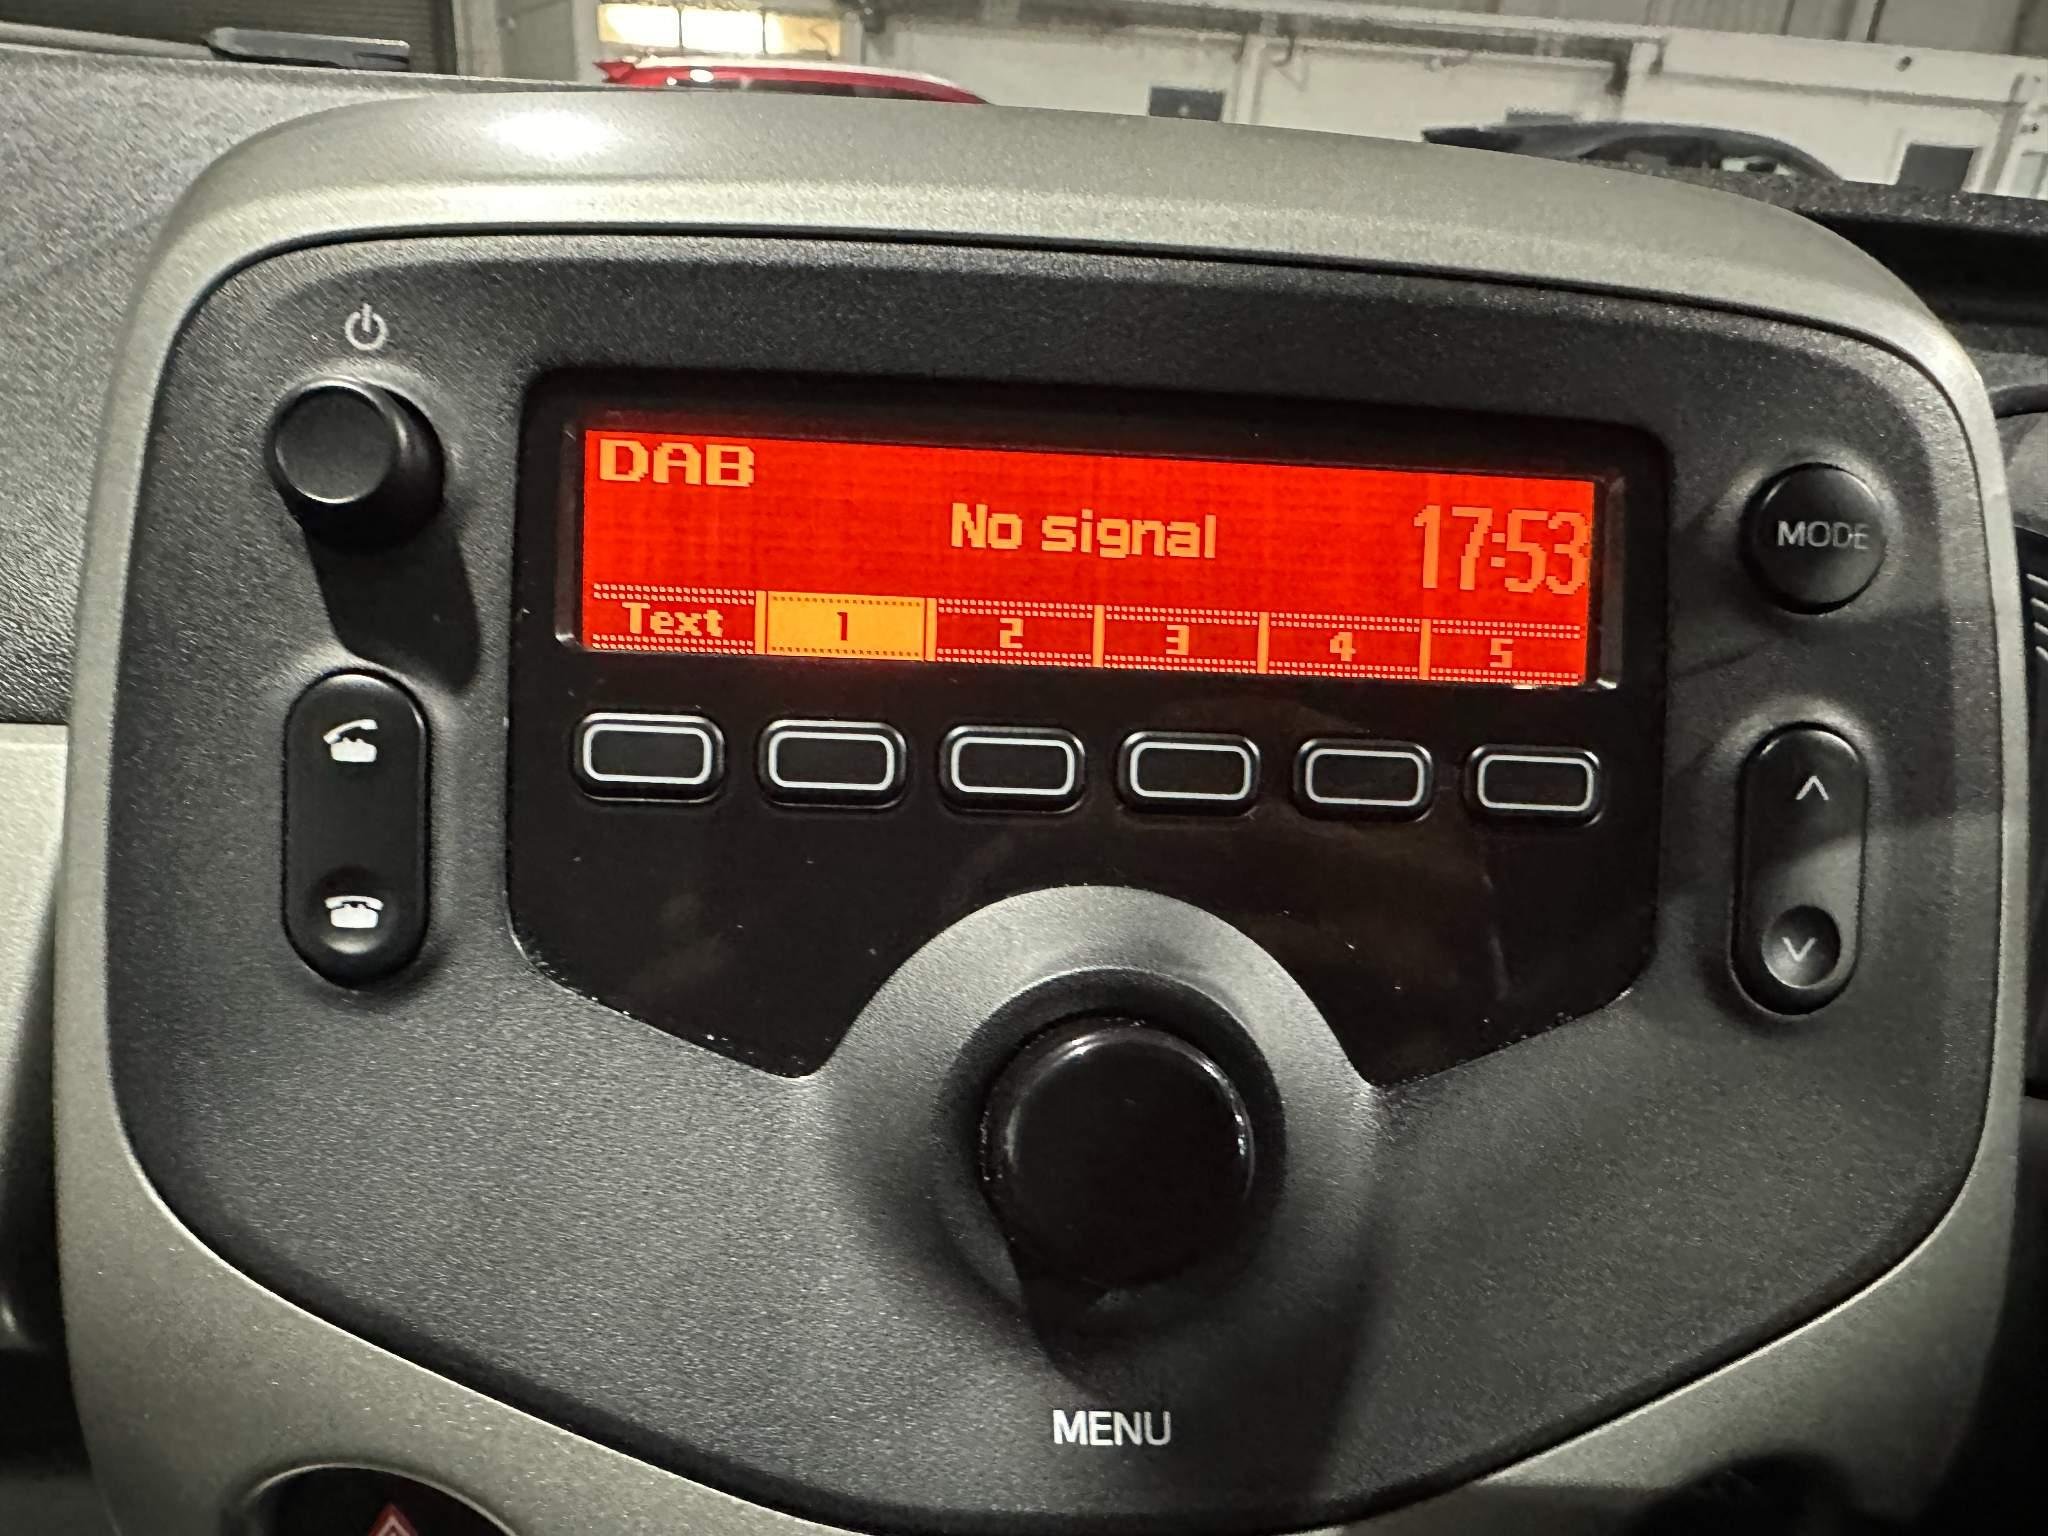 DAB
No signal
17:53
Text 1 2 3 4 5
MODE
MENU